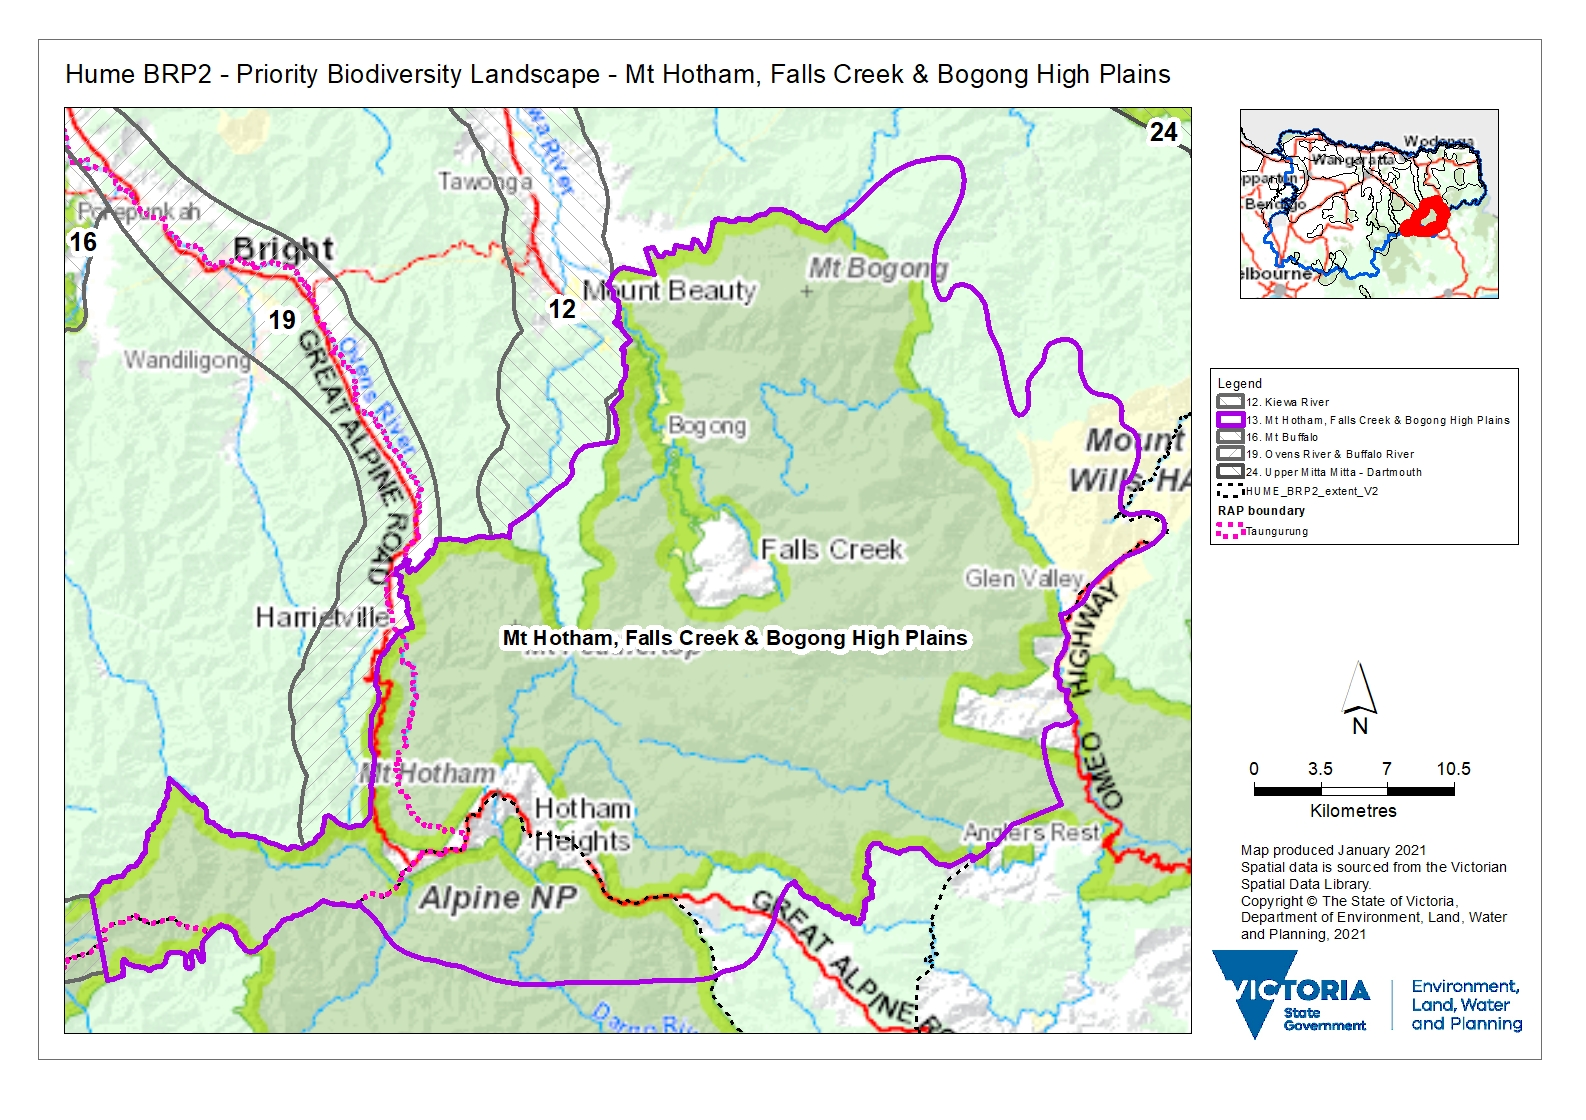 Hume BRP2 - Priority Biodiversity Landscape - Mt Hotham, Falls Creek & Bogong High Plains
24
Tawonga
Porepunkah
16
Bright
Mt Bogong
Mount Beauty
12
19
Wandiligong
GREAT ALPINE ROAD
Ovens River
Bogong
Mount
Wills HA
Falls Creek
Glen Valley
Harrietville
Mt Hotham, Falls Creek & Bogong High Plains
OMEO HIGHWAY
Mt Hotham
Hotham
Heights
Anglers Rest
Alpine NP
GREAT ALPINE RO
Wodonga
Wangaratta
pparton
Bendigo
elbourne
Legend
12. Kiewa River
13. Mt Hotham, Falls Creek & Bogong High Plains
16. Mt Buffalo
19. Ovens River & Buffalo River
24. Upper Mitta Mitta - Dartmouth
HUME_BRP2_extent_V2
RAP boundary
Taungurung
N
0 3.5 7 10.5
Kilometres
Map produced January 2021
Spatial data is sourced from the Victorian
Spatial Data Library.
Copyright © The State of Victoria,
Department of Environment, Land, Water
and Planning, 2021
VICTORIA
State
Government
Environment,
Land, Water
and Planning